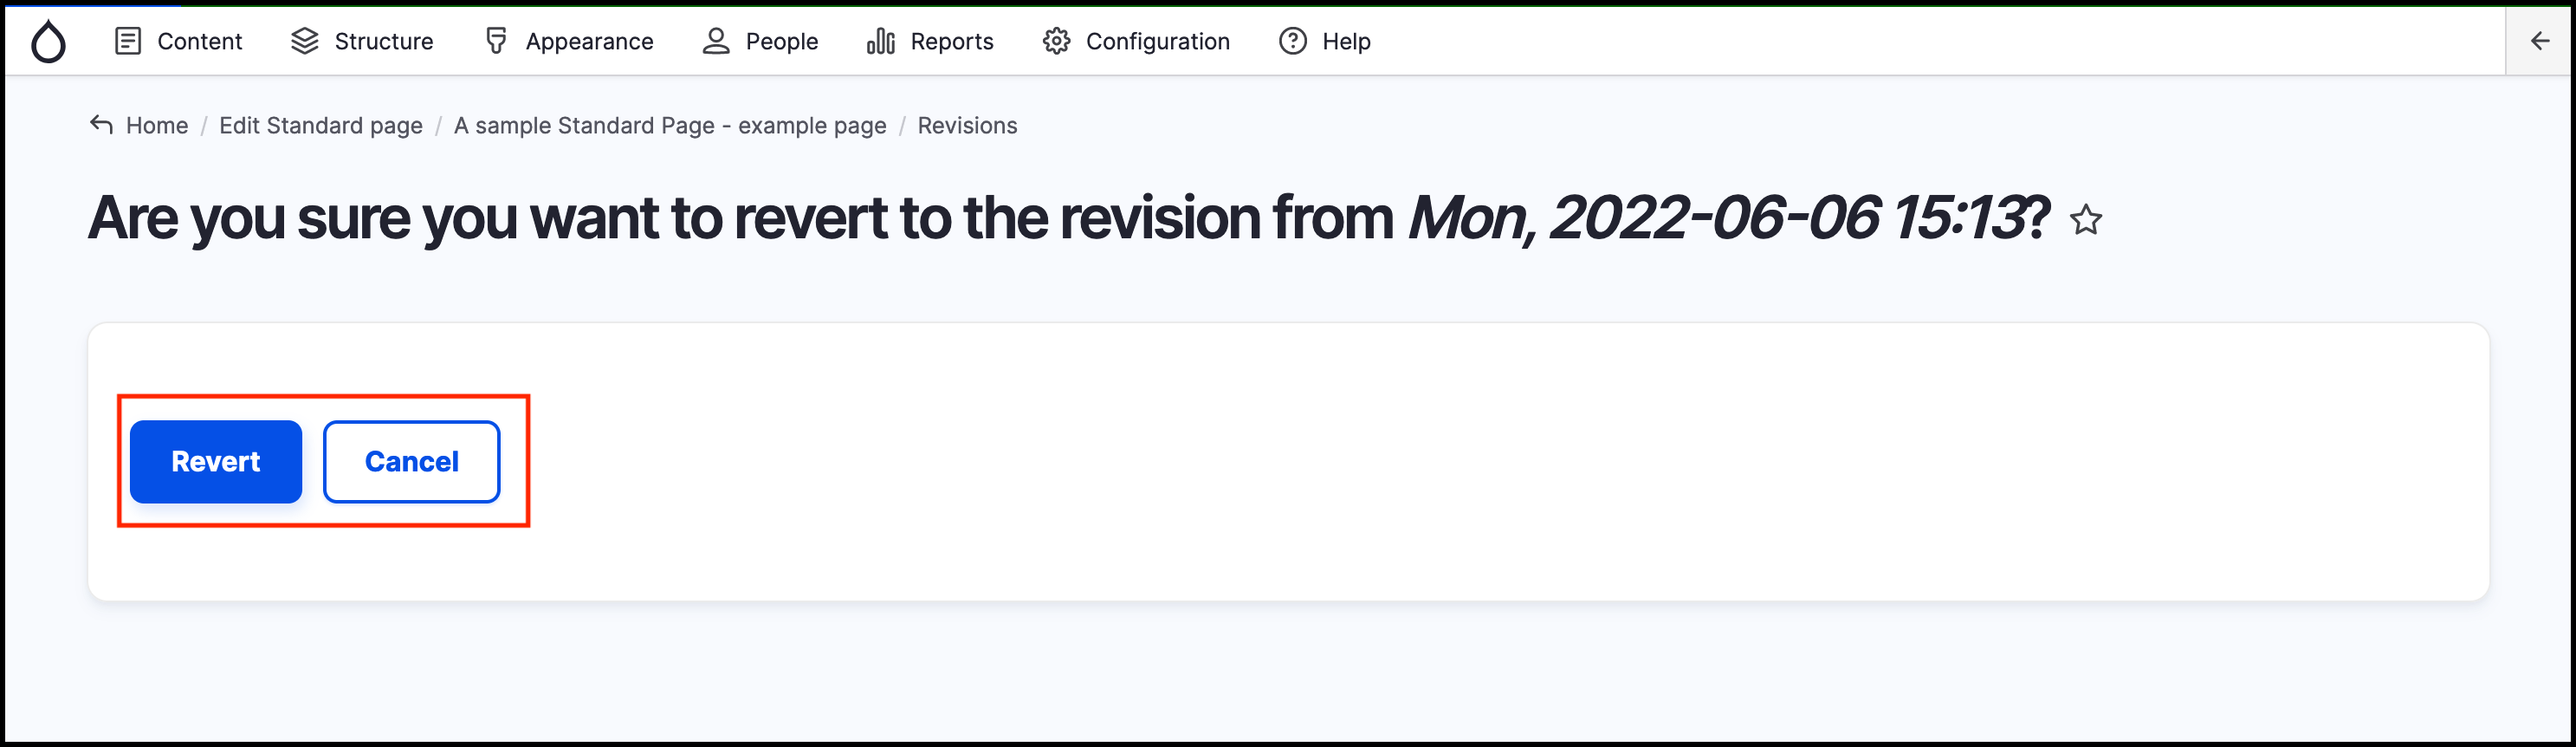 Content Structure Appearance People Reports Configuration Help
Home / Edit Standard page / A sample Standard Page - example page / Revisions
Are you sure you want to revert to the revision from Mon, 2022-06-06 15:13?
Revert Cancel